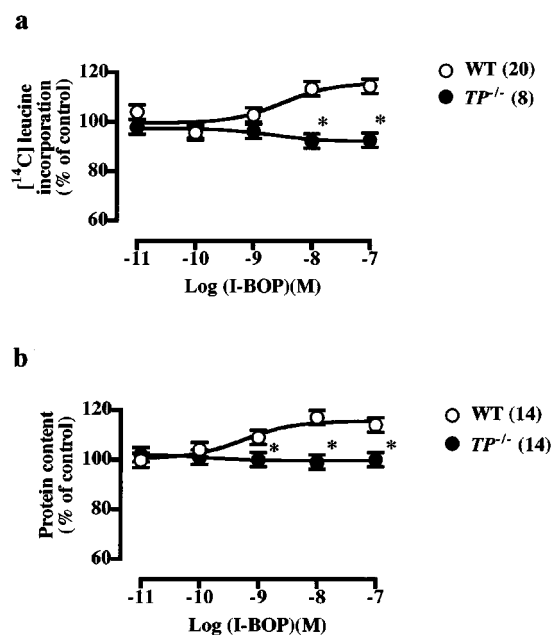 a
[¹⁴C] leucine
incorporation
(% of control)
120
100
80
60
-11 -10 -9 -8 -7
Log (I-BOP)(M)
* *
WT (20)
TP⁻/⁻ (8)
b
Protein content
(% of control)
120
100
80
60
-11 -10 -9 -8 -7
Log (I-BOP)(M)
* * *
WT (14)
TP⁻/⁻ (14)